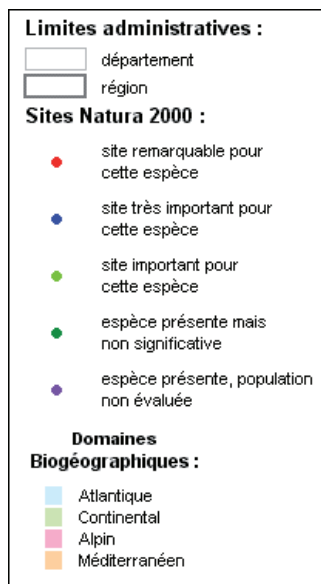 Limites administratives :
département
région
Sites Natura 2000 :
site remarquable pour
cette espèce
site très important pour
cette espèce
site important pour
cette espèce
espèce présente mais
non significative
espèce présente, population
non évaluée
Domaines
Biogéographiques :
Atlantique
Continental
Alpin
Méditerranéen